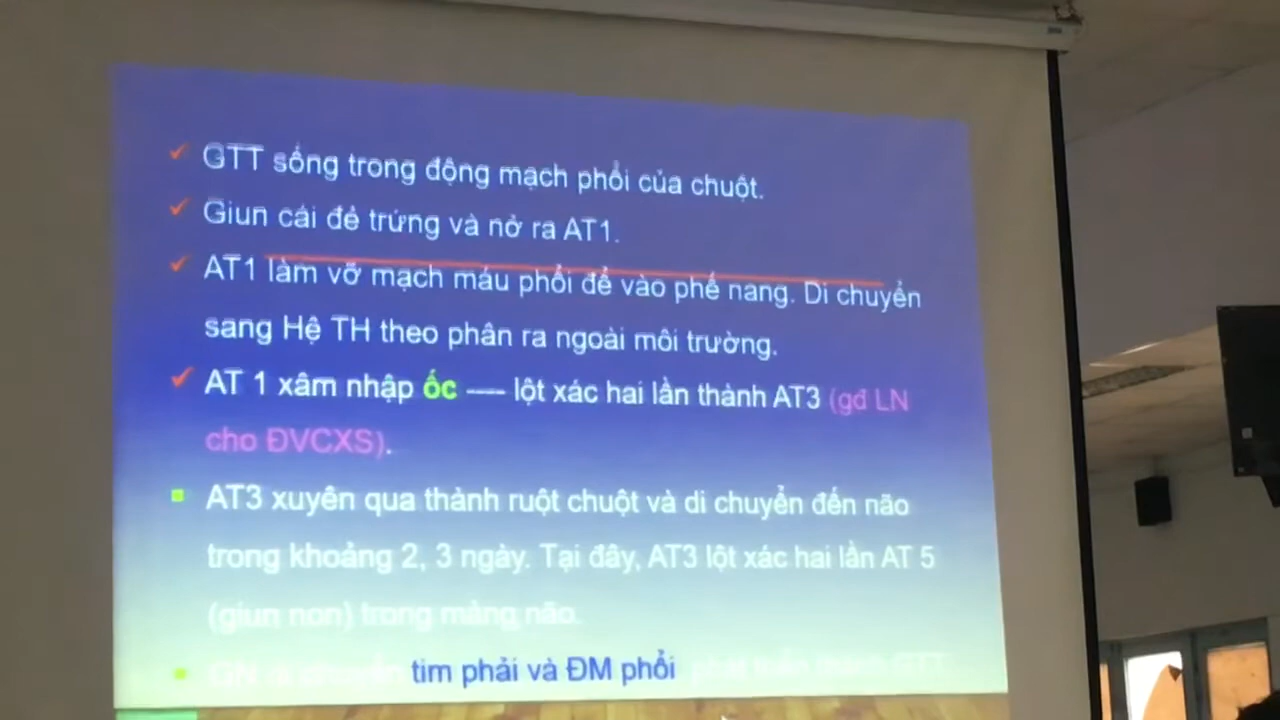 GTT sống trong động mạch phổi của chuột.
Giun cái đẻ trứng và nở ra AT1.
AT1 làm vỡ mạch máu phổi để vào phế nang. Di chuyển
sang Hệ TH theo phân ra ngoài môi trường.
AT 1 xâm nhập ốc ---- lột xác hai lần thành AT3 (gđ LN
cho ĐVCXS).
AT3 xuyên qua thành ruột chuột và di chuyển đến não
trong khoảng 2, 3 ngày. Tại đây, AT3 lột xác hai lần AT 5
(giun non) trong màng não.
GN di chuyển tim phải và ĐM phổi